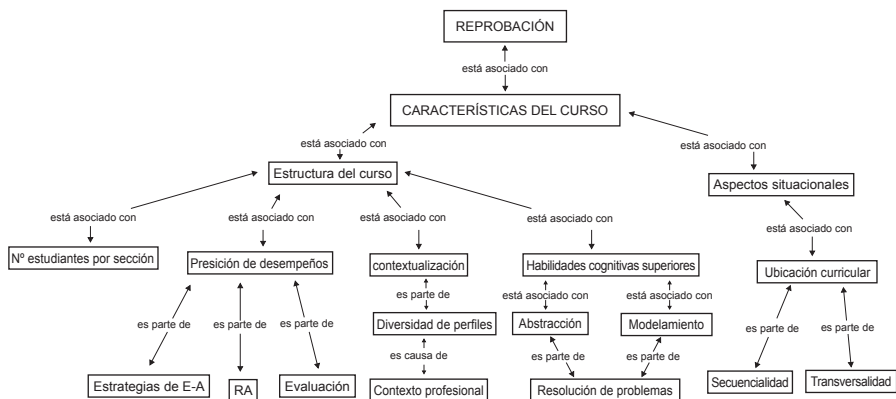 REPROBACIÓN
está asociado con
CARACTERÍSTICAS DEL CURSO
está asociado con
está asociado con
Estructura del curso
Aspectos situacionales
está asociado con
está asociado con
está asociado con
está asociado con
está asociado con
Nº estudiantes por sección
Presición de desempeños
contextualización
Habilidades cognitivas superiores
Ubicación curricular
es parte de
está asociado con
está asociado con
Diversidad de perfiles
Abstracción
Modelamiento
es parte de
es parte de
es parte de
es parte de
es parte de
es causa de
es parte de
es parte de
Estrategias de E-A
RA
Evaluación
Contexto profesional
Resolución de problemas
Secuencialidad
Transversalidad